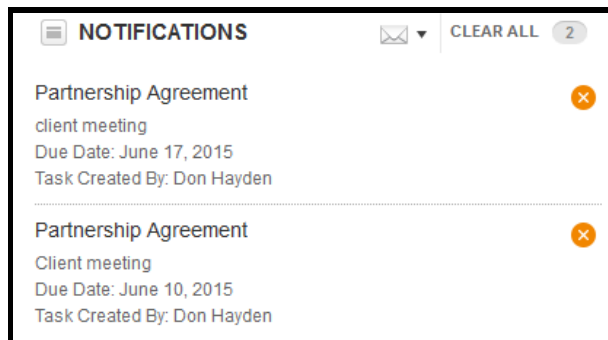 NOTIFICATIONS CLEAR ALL 2
Partnership Agreement
client meeting
Due Date: June 17, 2015
Task Created By: Don Hayden
Partnership Agreement
Client meeting
Due Date: June 10, 2015
Task Created By: Don Hayden